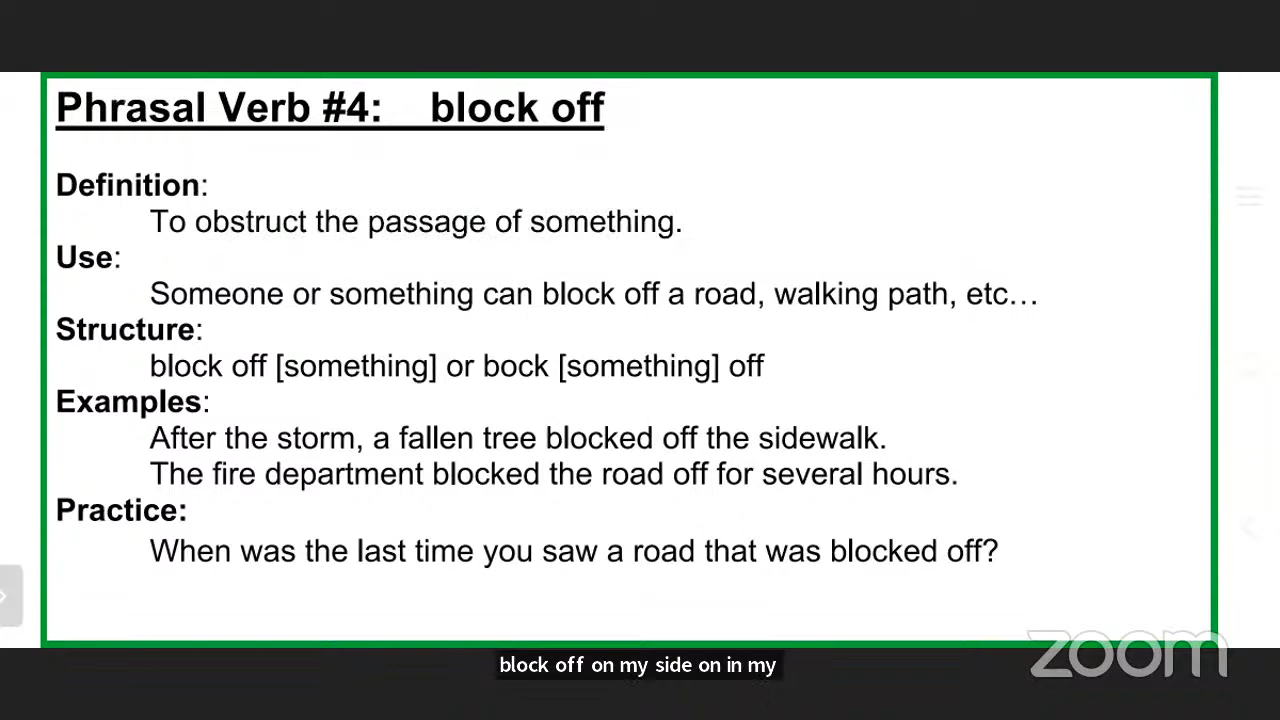 Phrasal Verb #4: block off
Definition:
To obstruct the passage of something.
Use:
Someone or something can block off a road, walking path, etc…
Structure:
block off [something] or bock [something] off
Examples:
After the storm, a fallen tree blocked off the sidewalk.
The fire department blocked the road off for several hours.
Practice:
When was the last time you saw a road that was blocked off?
zoom
block off on my side on in my